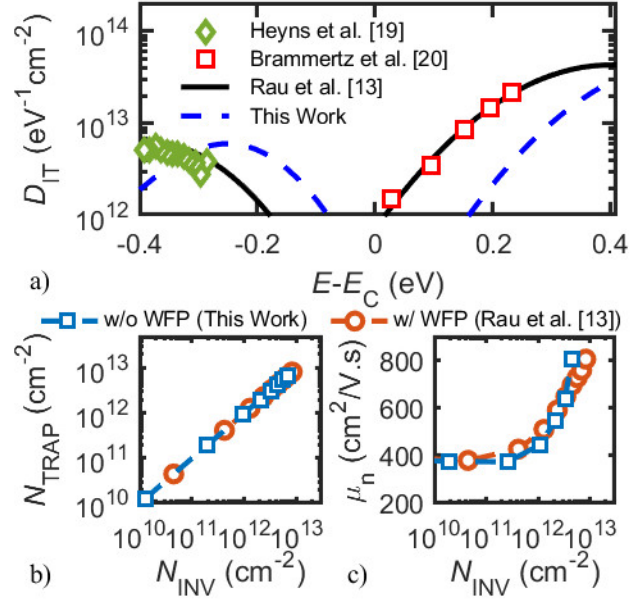 a)
D_IT (eV^-1cm^-2)
10^14
10^13
10^12
Heyns et al. [19]
Brammertz et al. [20]
Rau et al. [13]
This Work
-0.4 -0.2 0 0.2 0.4
E-E_C (eV)
w/o WFP (This Work) w/ WFP (Rau et al. [13])
N_TRAP (cm^-2)
10^13
10^12
10^11
10^10
10^10 10^11 10^12 10^13
N_INV (cm^-2)
b)
μ_n (cm^2/V.s)
800
600
400
200
10^10 10^11 10^12 10^13
N_INV (cm^-2)
c)